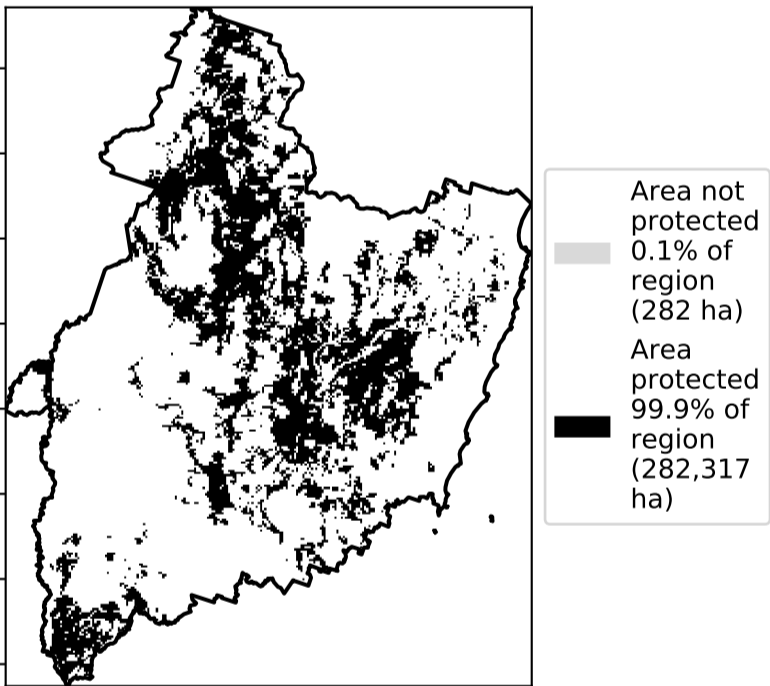 Area not
protected
0.1% of
region
(282 ha)
Area
protected
99.9% of
region
(282,317
ha)